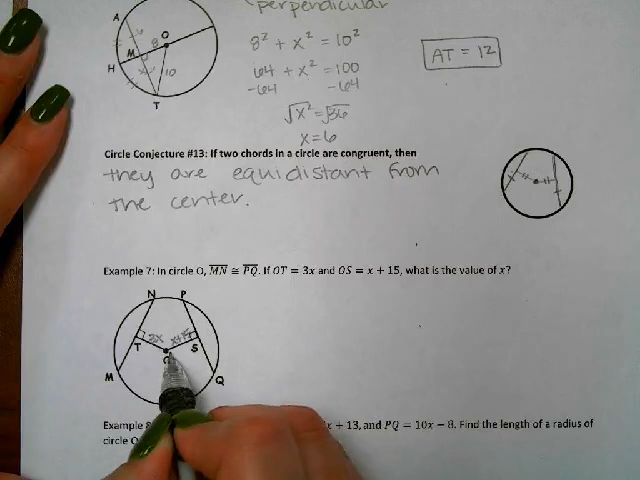 perpendicular
A
O
8
M
H
10
T
8² + x² = 10²
64 + x² = 100
-64 -64
√x² = √36
x = 6
AT = 12
Circle Conjecture #13: If two chords in a circle are congruent, then
they are equidistant from
the center.
Example 7: In circle O, MN ≅ PQ. If OT = 3x and OS = x + 15, what is the value of x?
N P
3x x+15
T S
M Q
Example x + 13, and PQ = 10x − 8. Find the length of a radius of
circle O